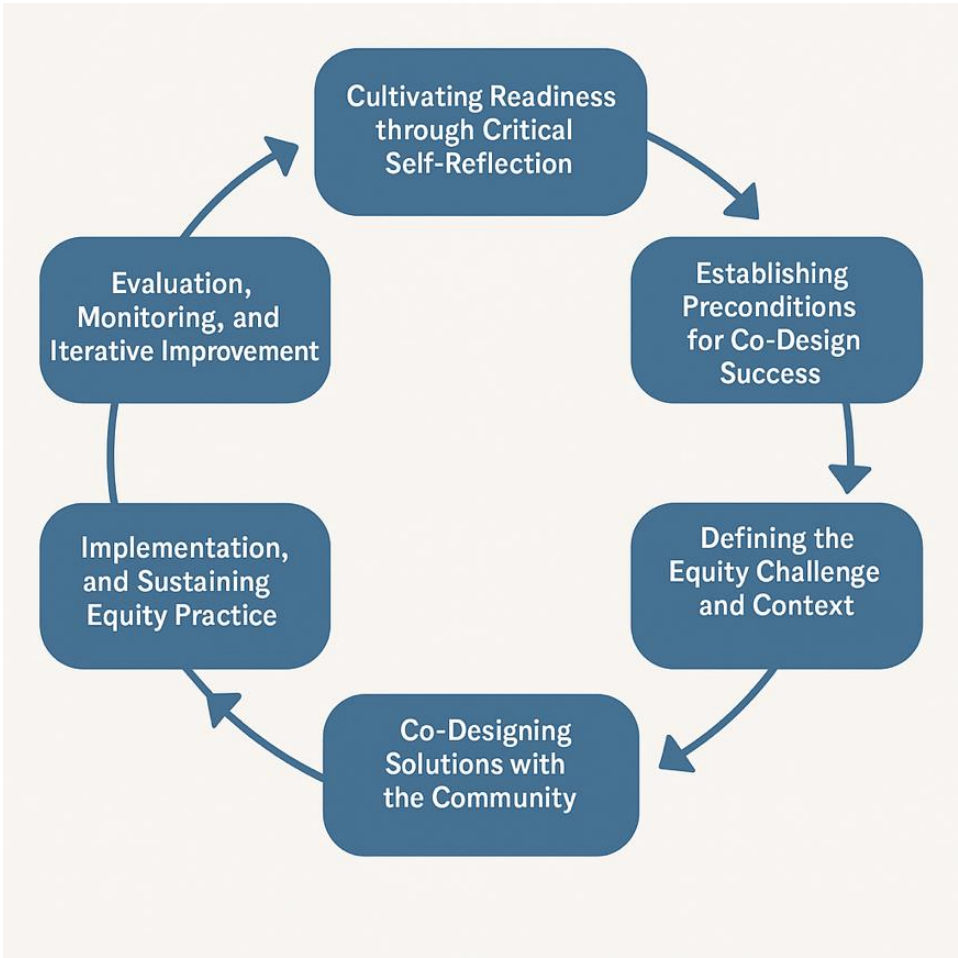 Cultivating Readiness
through Critical
Self-Reflection
Establishing
Preconditions
for Co-Design
Success
Defining the
Equity Challenge
and Context
Co-Designing
Solutions with
the Community
Implementation,
and Sustaining
Equity Practice
Evaluation,
Monitoring, and
Iterative Improvement